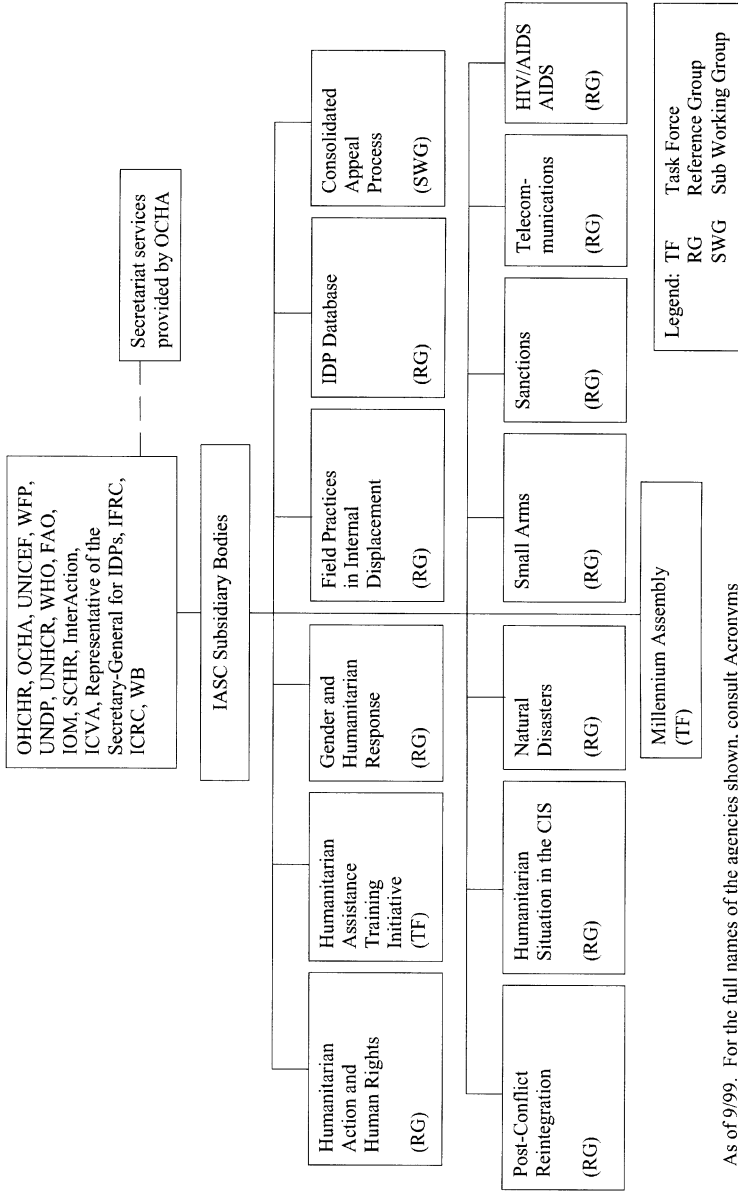 OHCHR, OCHA, UNICEF, WFP,
UNDP, UNHCR, WHO, FAO,
IOM, SCHR, InterAction,
ICVA, Representative of the
Secretary-General for IDPs, IFRC,
ICRC, WB
Secretariat services
provided by OCHA
IASC Subsidiary Bodies
Humanitarian
Action and
Human Rights
(RG)
Humanitarian
Assistance
Training
Initiative
(TF)
Gender and
Humanitarian
Response
(RG)
Field Practices
in Internal
Displacement
(RG)
IDP Database
(RG)
Consolidated
Appeal
Process
(SWG)
Post-Conflict
Reintegration
(RG)
Humanitarian
Situation in the CIS
(RG)
Natural
Disasters
(RG)
Small Arms
(RG)
Sanctions
(RG)
Telecom-
munications
(RG)
HIV/AIDS
AIDS
(RG)
Millennium Assembly
(TF)
Legend: TF Task Force
RG Reference Group
SWG Sub Working Group
As of 9/99. For the full names of the agencies shown, consult Acronyms